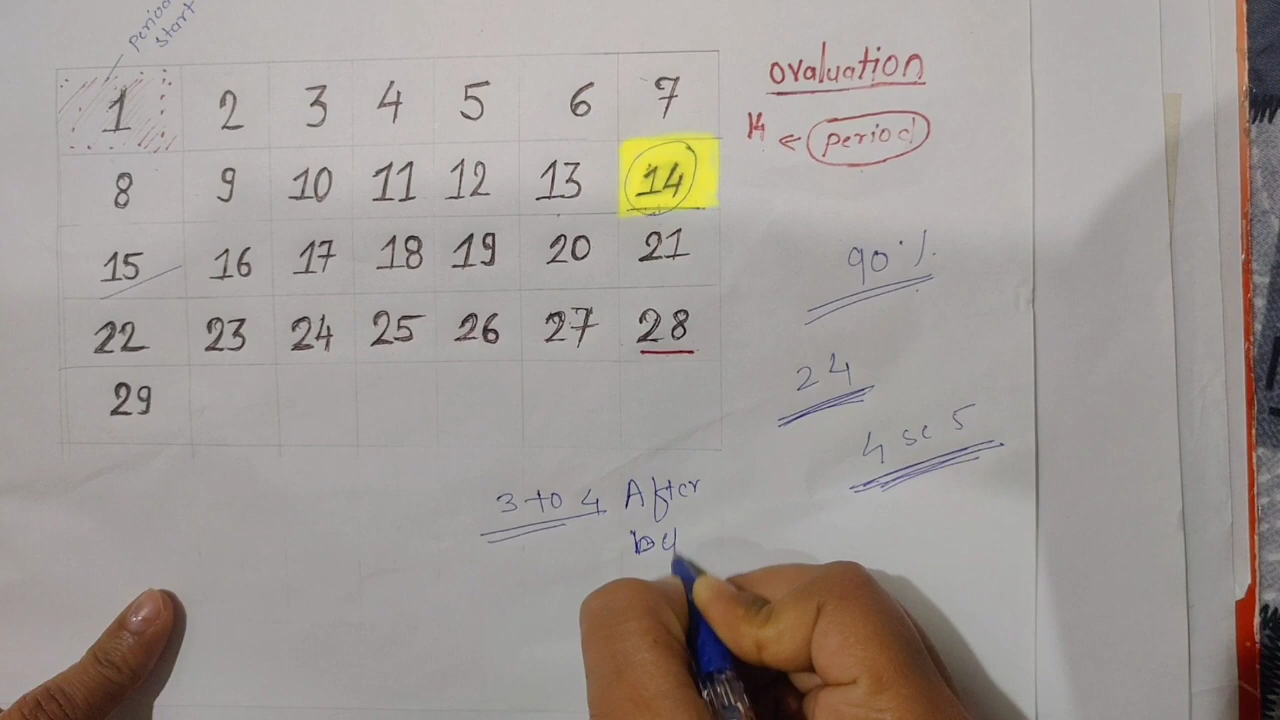 period
start
1 2 3 4 5 6 7
8 9 10 11 12 13 14
15 16 17 18 19 20 21
22 23 24 25 26 27 28
29
ovaluation
14 ← period
90%
24
4 se 5
3 to 4 After